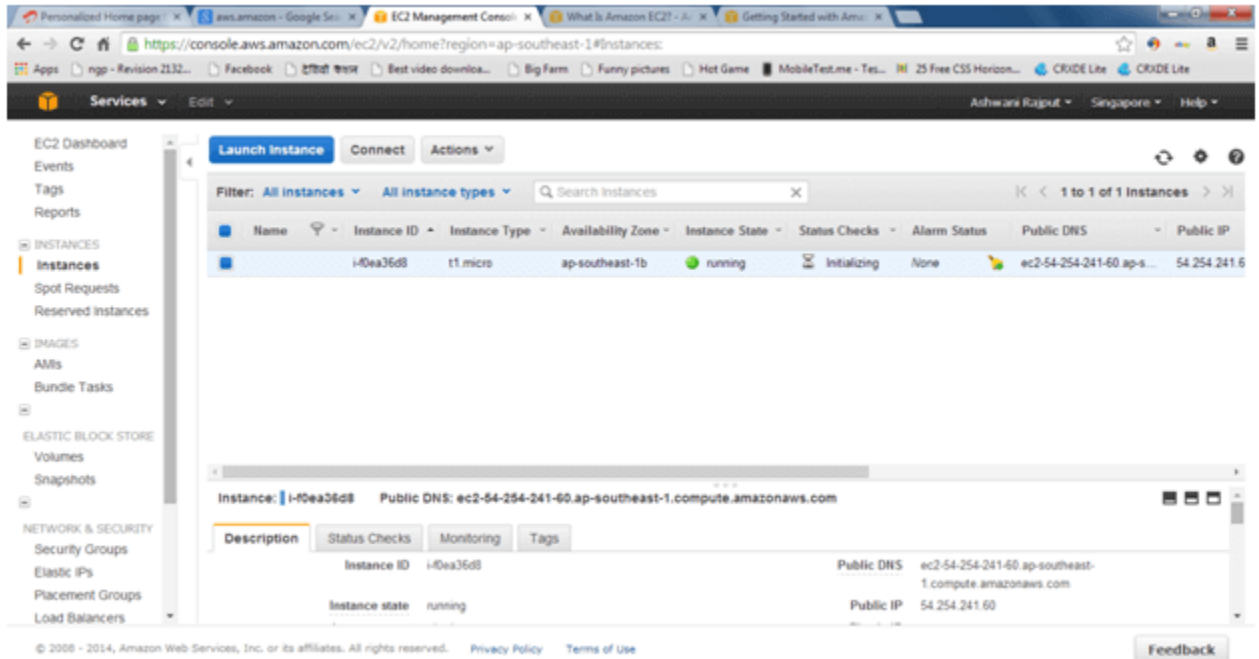 Personalized Home page
aws.amazon - Google Sea
EC2 Management Consol
What Is Amazon EC2? - A
Getting Started with Ama
https://console.aws.amazon.com/ec2/v2/home?region=ap-southeast-1#Instances:
Apps ngp - Revision 2132... Facebook Best video downloa... Big Farm Funny pictures Hot Game MobileTest.me - Tes... 25 Free CSS Horizon... CRXDE Lite CRXDE Lite
Services Edit Ashwani Rajput Singapore Help
EC2 Dashboard
Events
Tags
Reports
INSTANCES
Instances
Spot Requests
Reserved Instances
IMAGES
AMIs
Bundle Tasks
ELASTIC BLOCK STORE
Volumes
Snapshots
NETWORK & SECURITY
Security Groups
Elastic IPs
Placement Groups
Load Balancers
Launch Instance Connect Actions
Filter: All instances All instance types Search Instances 1 to 1 of 1 Instances
Name Instance ID Instance Type Availability Zone Instance State Status Checks Alarm Status Public DNS Public IP
i-f0ea36d8 t1.micro ap-southeast-1b running Initializing None ec2-54-254-241-60.ap-s... 54.254.241.6
Instance: i-f0ea36d8 Public DNS: ec2-54-254-241-60.ap-southeast-1.compute.amazonaws.com
Description Status Checks Monitoring Tags
Instance ID i-f0ea36d8 Public DNS ec2-54-254-241-60.ap-southeast-
1.compute.amazonaws.com
Instance state running Public IP 54.254.241.60
© 2008 - 2014, Amazon Web Services, Inc. or its affiliates. All rights reserved. Privacy Policy Terms of Use Feedback